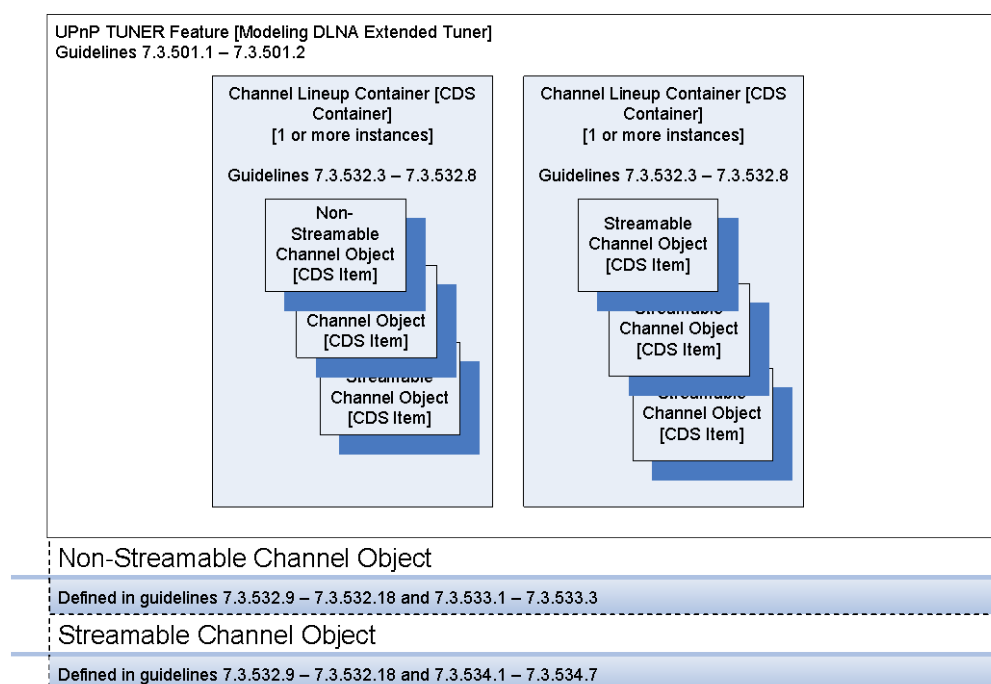 UPnP TUNER Feature [Modeling DLNA Extended Tuner]
Guidelines 7.3.501.1 – 7.3.501.2
Channel Lineup Container [CDS
Container]
[1 or more instances]
Guidelines 7.3.532.3 – 7.3.532.8
Non-
Streamable
Channel Object
[CDS Item]
Channel Object
[CDS Item]
Streamable
Channel Object
[CDS Item]
Channel Lineup Container [CDS
Container]
[1 or more instances]
Guidelines 7.3.532.3 – 7.3.532.8
Streamable
Channel Object
[CDS Item]
Streamable
Channel Object
[CDS Item]
Streamable
Channel Object
[CDS Item]
Non-Streamable Channel Object
Defined in guidelines 7.3.532.9 – 7.3.532.18 and 7.3.533.1 – 7.3.533.3
Streamable Channel Object
Defined in guidelines 7.3.532.9 – 7.3.532.18 and 7.3.534.1 – 7.3.534.7